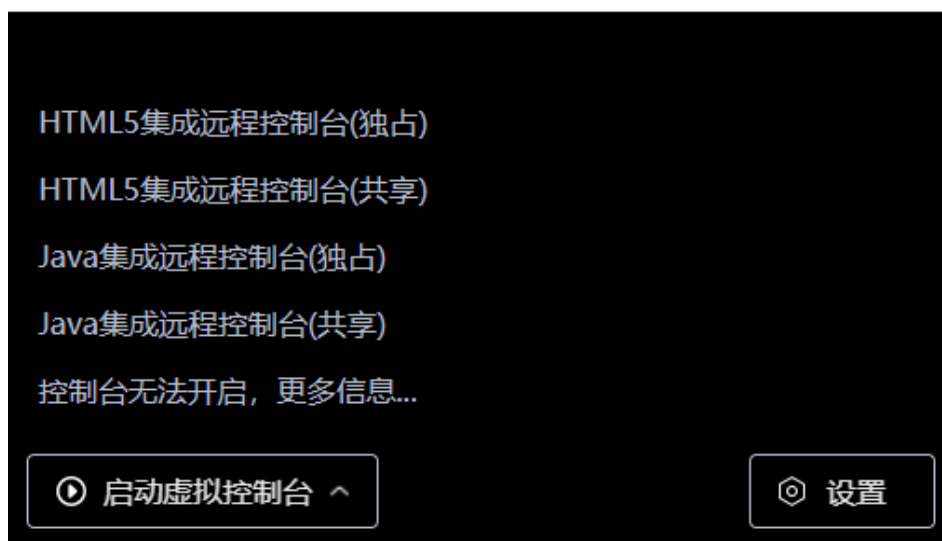 HTML5集成远程控制台(独占)
HTML5集成远程控制台(共享)
Java集成远程控制台(独占)
Java集成远程控制台(共享)
控制台无法开启，更多信息...
启动虚拟控制台
设置